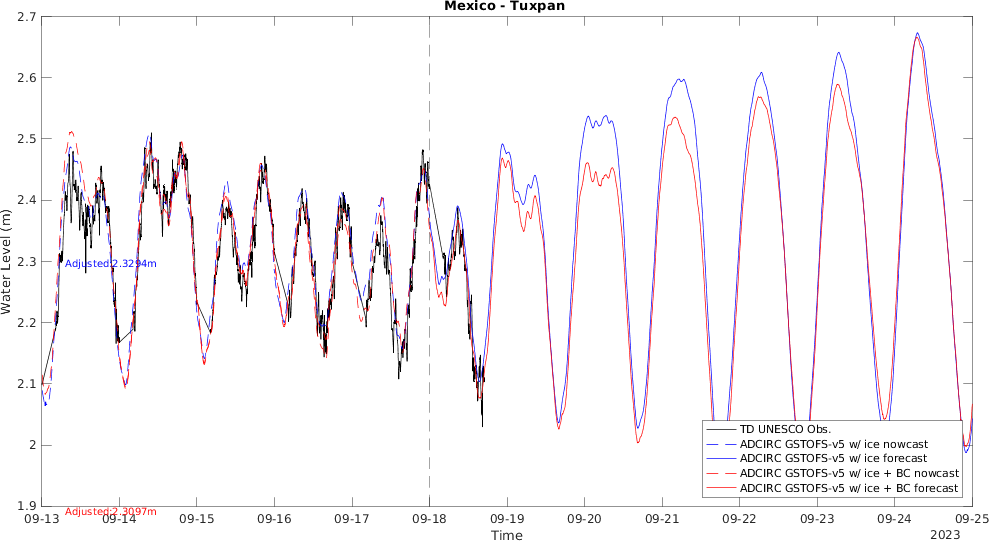 Mexico - Tuxpan
2.7
2.6
2.5
2.4
2.3
2.2
2.1
2
1.9
Water Level (m)
Adjusted:2.3294m
Adjusted:2.3097m
TD UNESCO Obs.
ADCIRC GSTOFS-v5 w/ ice nowcast
ADCIRC GSTOFS-v5 w/ ice forecast
ADCIRC GSTOFS-v5 w/ ice + BC nowcast
ADCIRC GSTOFS-v5 w/ ice + BC forecast
09-13 09-14 09-15 09-16 09-17 09-18 09-19 09-20 09-21 09-22 09-23 09-24 09-25
Time
2023